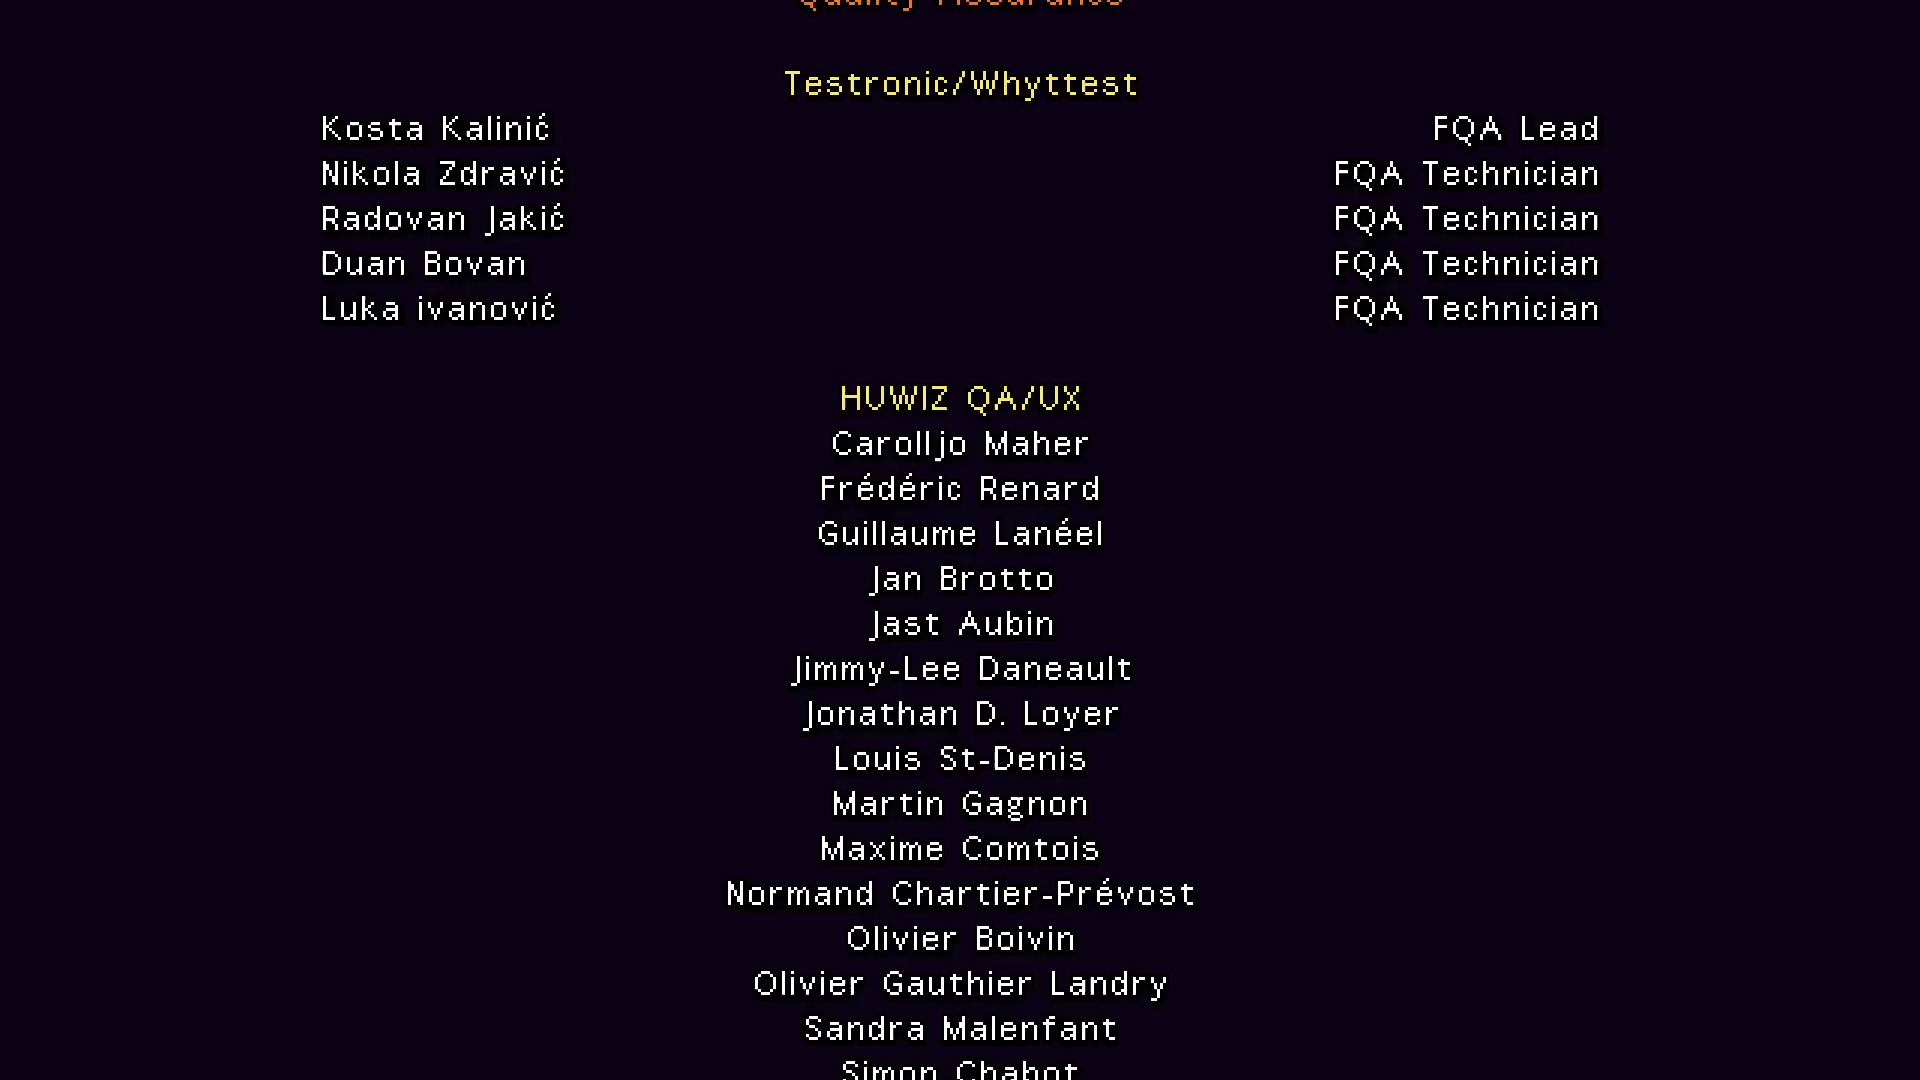 Quality Assurance
Testronic/Whyttest
Kosta Kalinić FQA Lead
Nikola Zdravić FQA Technician
Radovan Jakić FQA Technician
Duan Bovan FQA Technician
Luka ivanović FQA Technician
HUWIZ QA/UX
Carolljo Maher
Frédéric Renard
Guillaume Lanéel
Jan Brotto
Jast Aubin
Jimmy-Lee Daneault
Jonathan D. Loyer
Louis St-Denis
Martin Gagnon
Maxime Comtois
Normand Chartier-Prévost
Olivier Boivin
Olivier Gauthier Landry
Sandra Malenfant
Simon Chabot